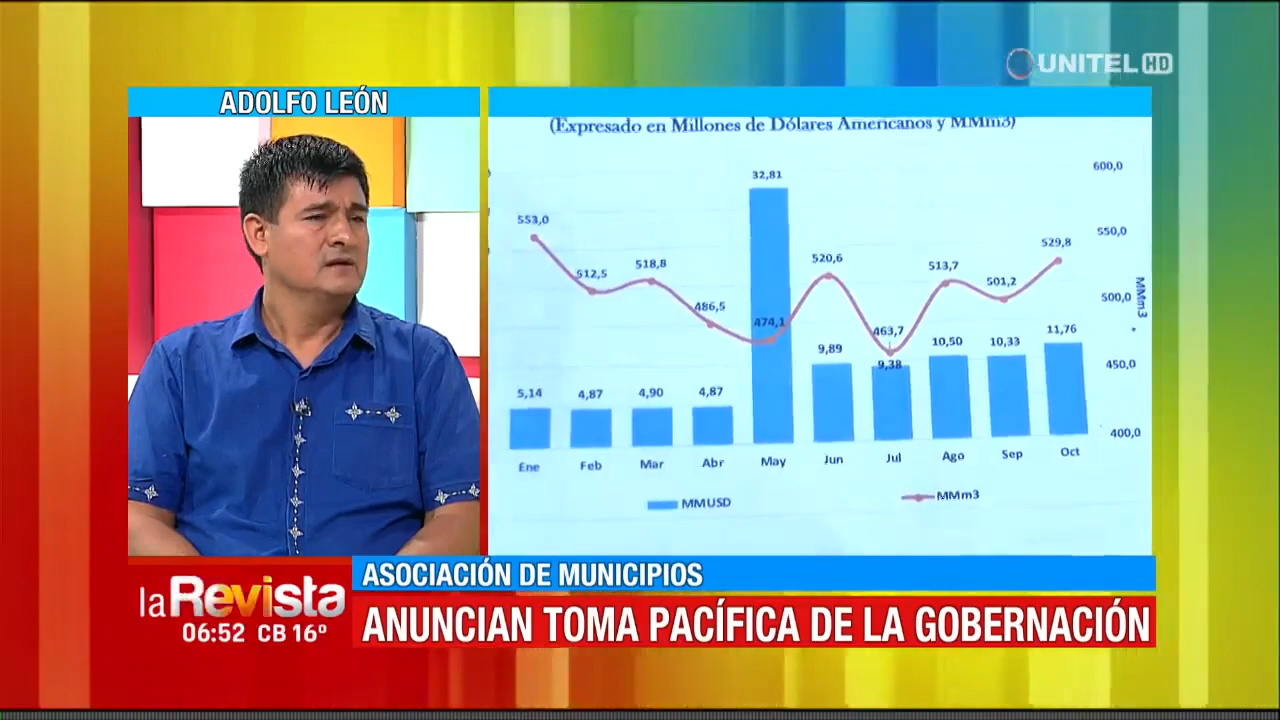 UNITEL HD
ADOLFO LEÓN
(Expresado en Millones de Dólares Americanos y MMm3)
600,0
32,81
553,0
550,0
529,8
520,6
518,8
513,7
512,5
501,2
500,0
MMm3
486,5
474,1
463,7
11,76
10,50
10,33
9,89
9,38
450,0
5,14
4,87
4,90
4,87
400,0
Ene Feb Mar Abr May Jun Jul Ago Sep Oct
MMUSD MMm3
ASOCIACIÓN DE MUNICIPIOS
la Revista
06:52 CB 16º
ANUNCIAN TOMA PACÍFICA DE LA GOBERNACIÓN